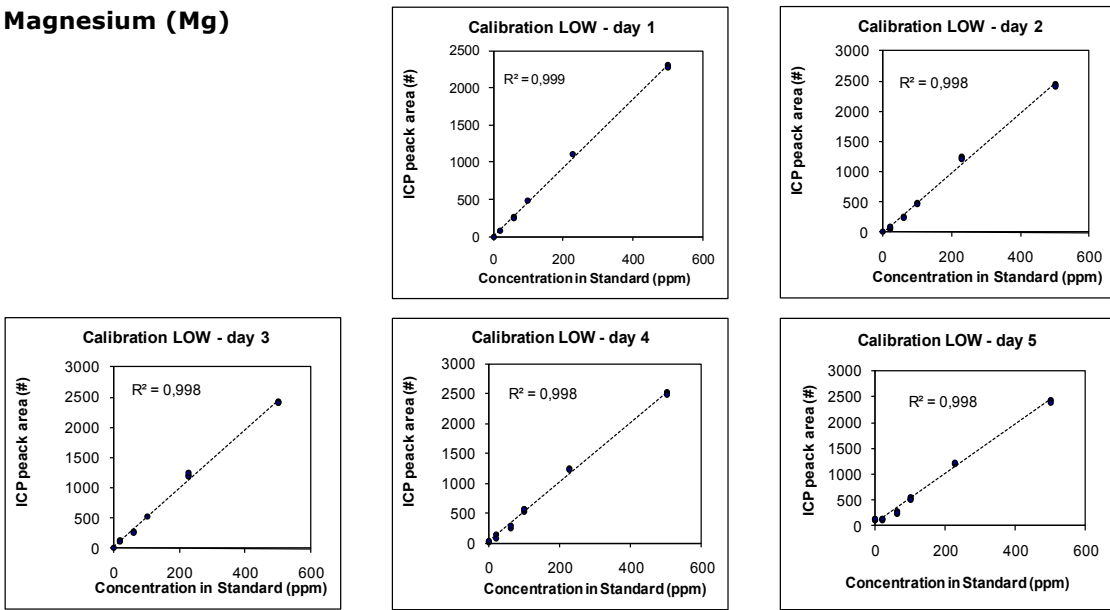 Magnesium (Mg)
Calibration LOW - day 1
ICP peack area (#)
2500
2000
1500
1000
500
0
R² = 0,999
0 200 400 600
Concentration in Standard (ppm)
Calibration LOW - day 2
ICP peack area (#)
3000
2500
2000
1500
1000
500
0
R² = 0,998
0 200 400 600
Concentration in Standard (ppm)
Calibration LOW - day 3
ICP peack area (#)
3000
2500
2000
1500
1000
500
0
R² = 0,998
0 200 400 600
Concentration in Standard (ppm)
Calibration LOW - day 4
ICP peack area (#)
3000
2500
2000
1500
1000
500
0
R² = 0,998
0 200 400 600
Concentration in Standard (ppm)
Calibration LOW - day 5
ICP peack area (#)
3000
2500
2000
1500
1000
500
0
R² = 0,998
0 200 400 600
Concentration in Standard (ppm)